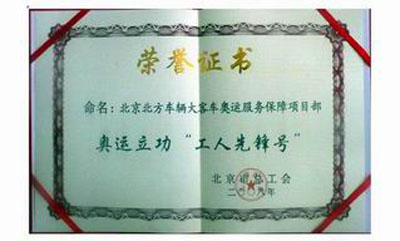 荣誉证书
命名：北京北方车辆大客车奥运服务保障项目部
奥运立功“工人先锋号”
北京市总工会
二〇〇八年